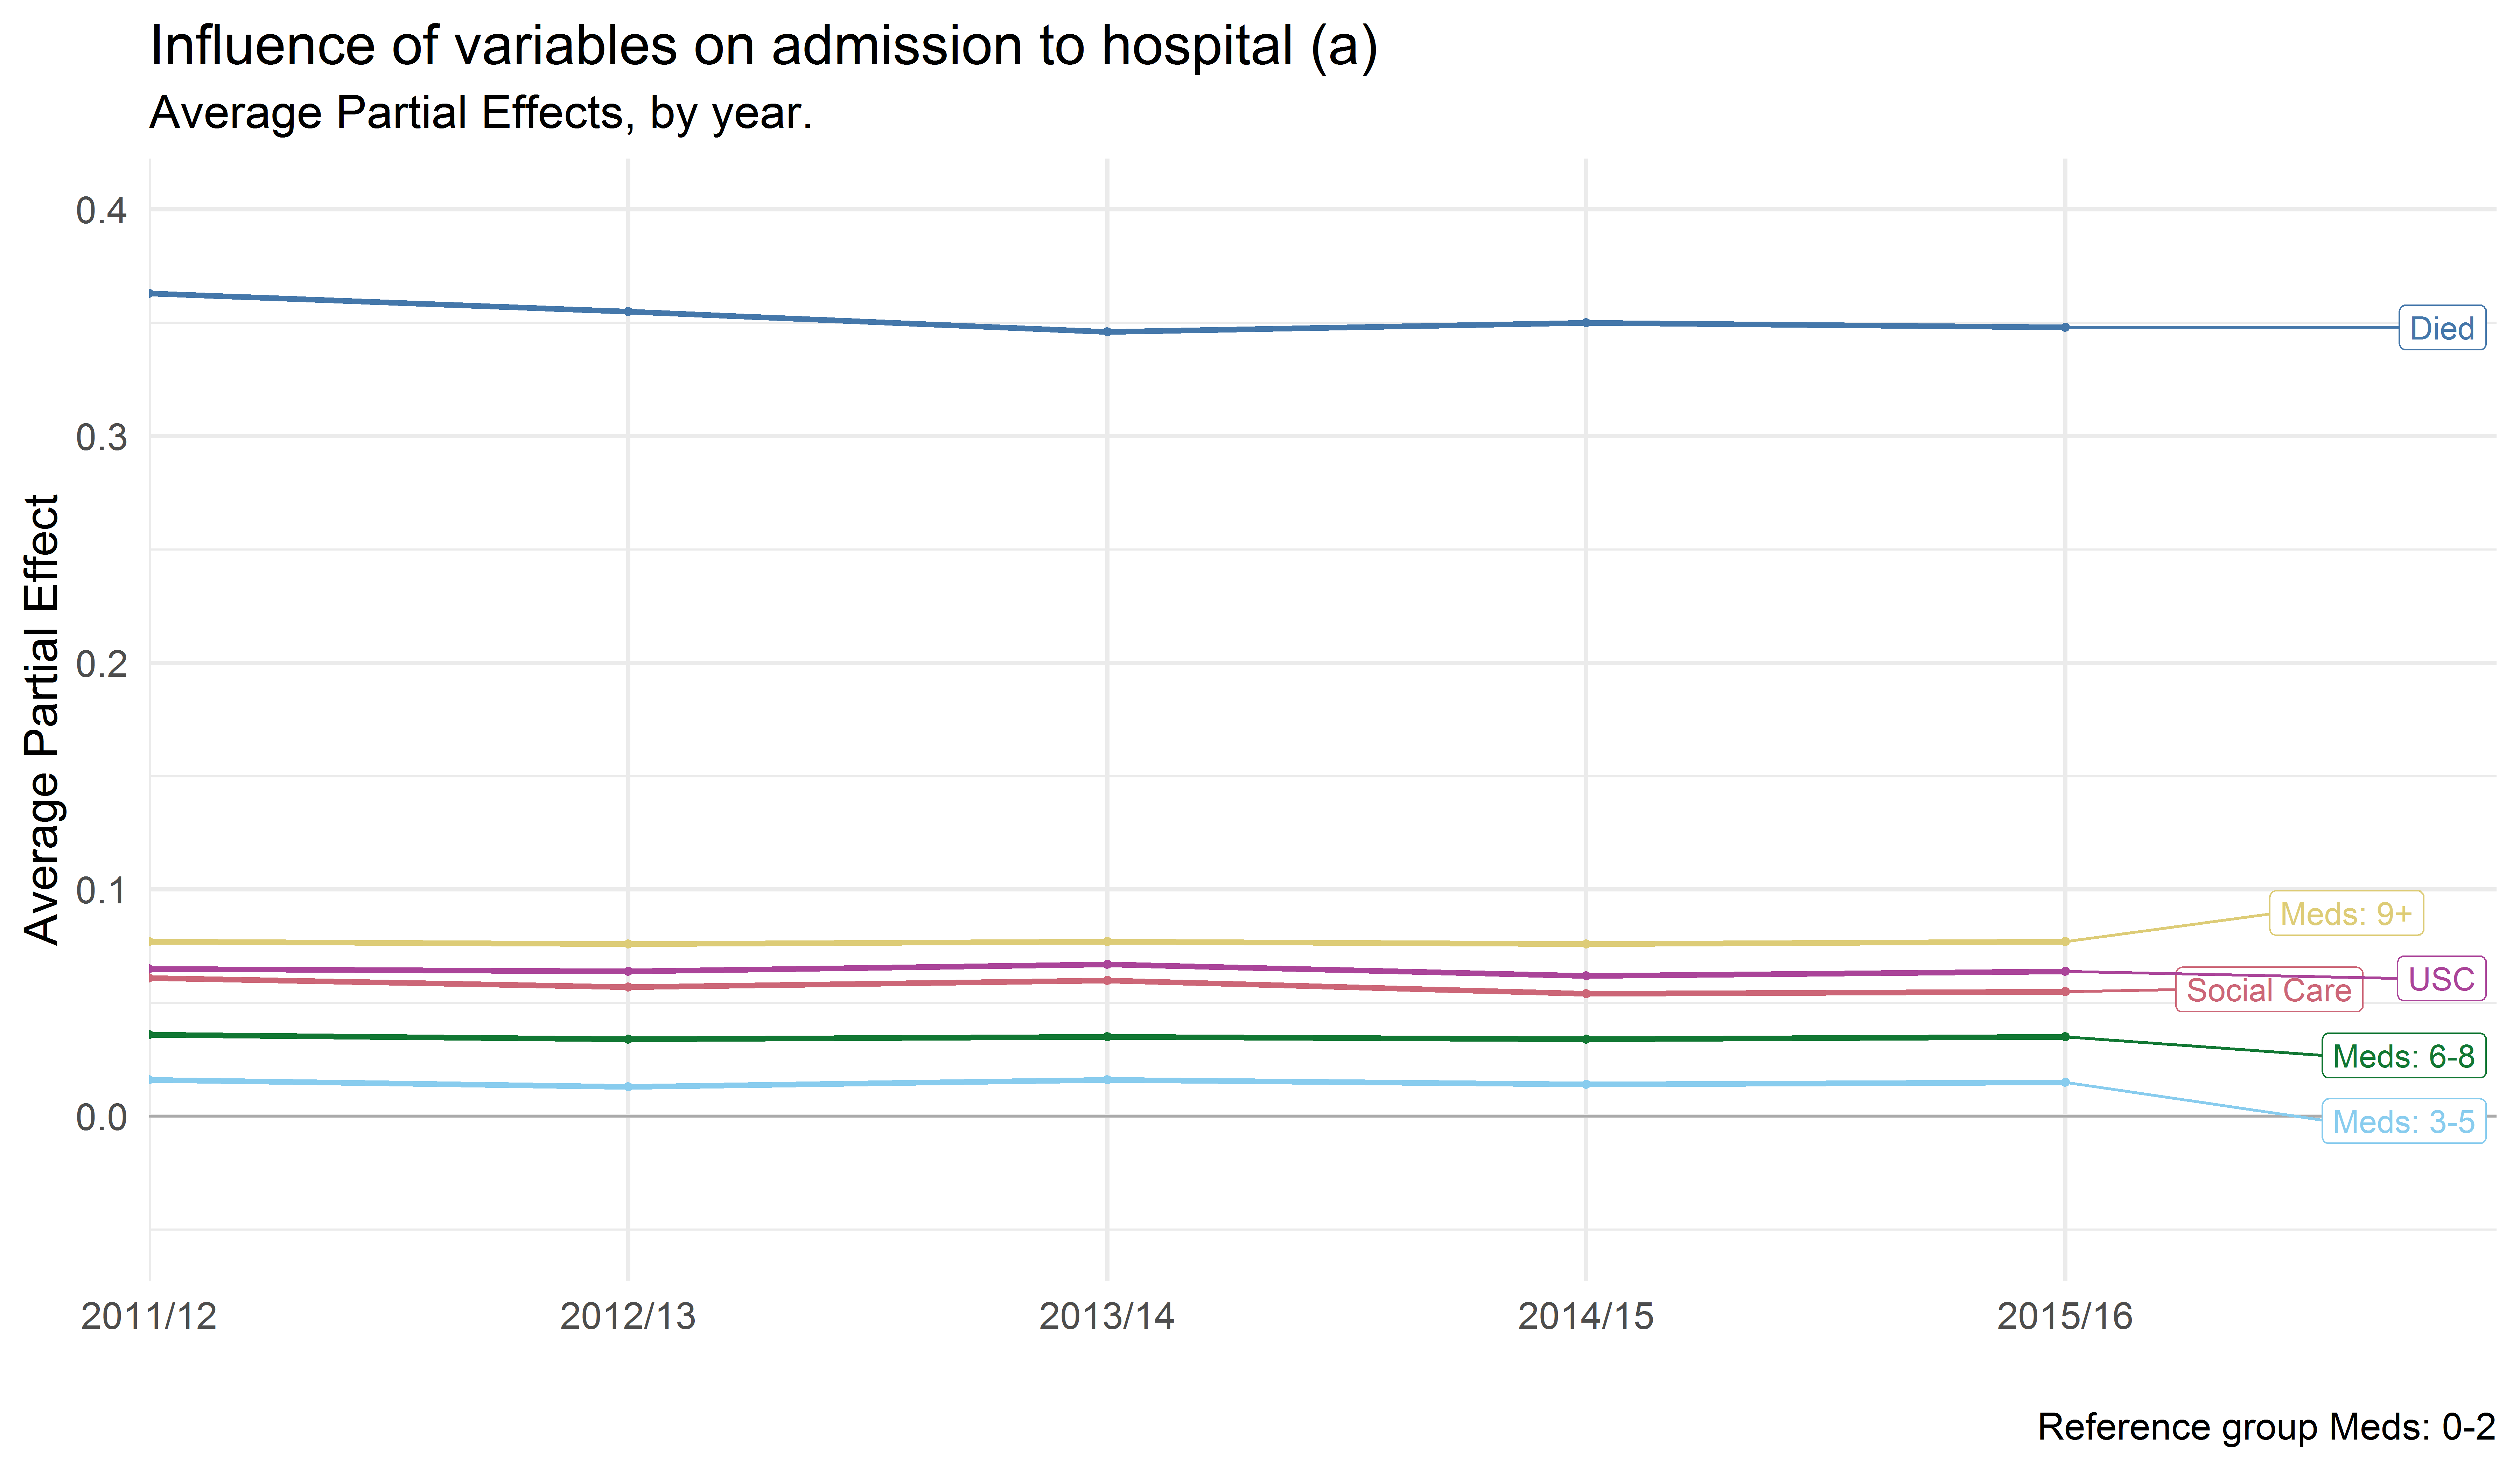 Influence of variables on admission to hospital (a)
Average Partial Effects, by year.
Average Partial Effect
0.4
0.3
0.2
0.1
0.0
Died
Meds: 9+
USC
Social Care
Meds: 6-8
Meds: 3-5
2011/12
2012/13
2013/14
2014/15
2015/16
Reference group Meds: 0-2